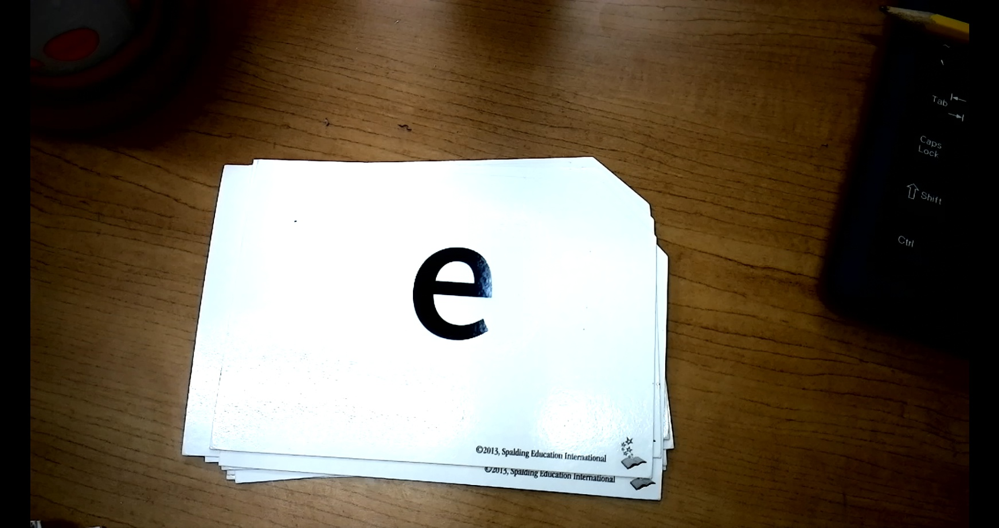 e
©2013, Spalding Education International
©2013, Spalding Education International
Tab
Caps
Lock
Shift
Ctrl